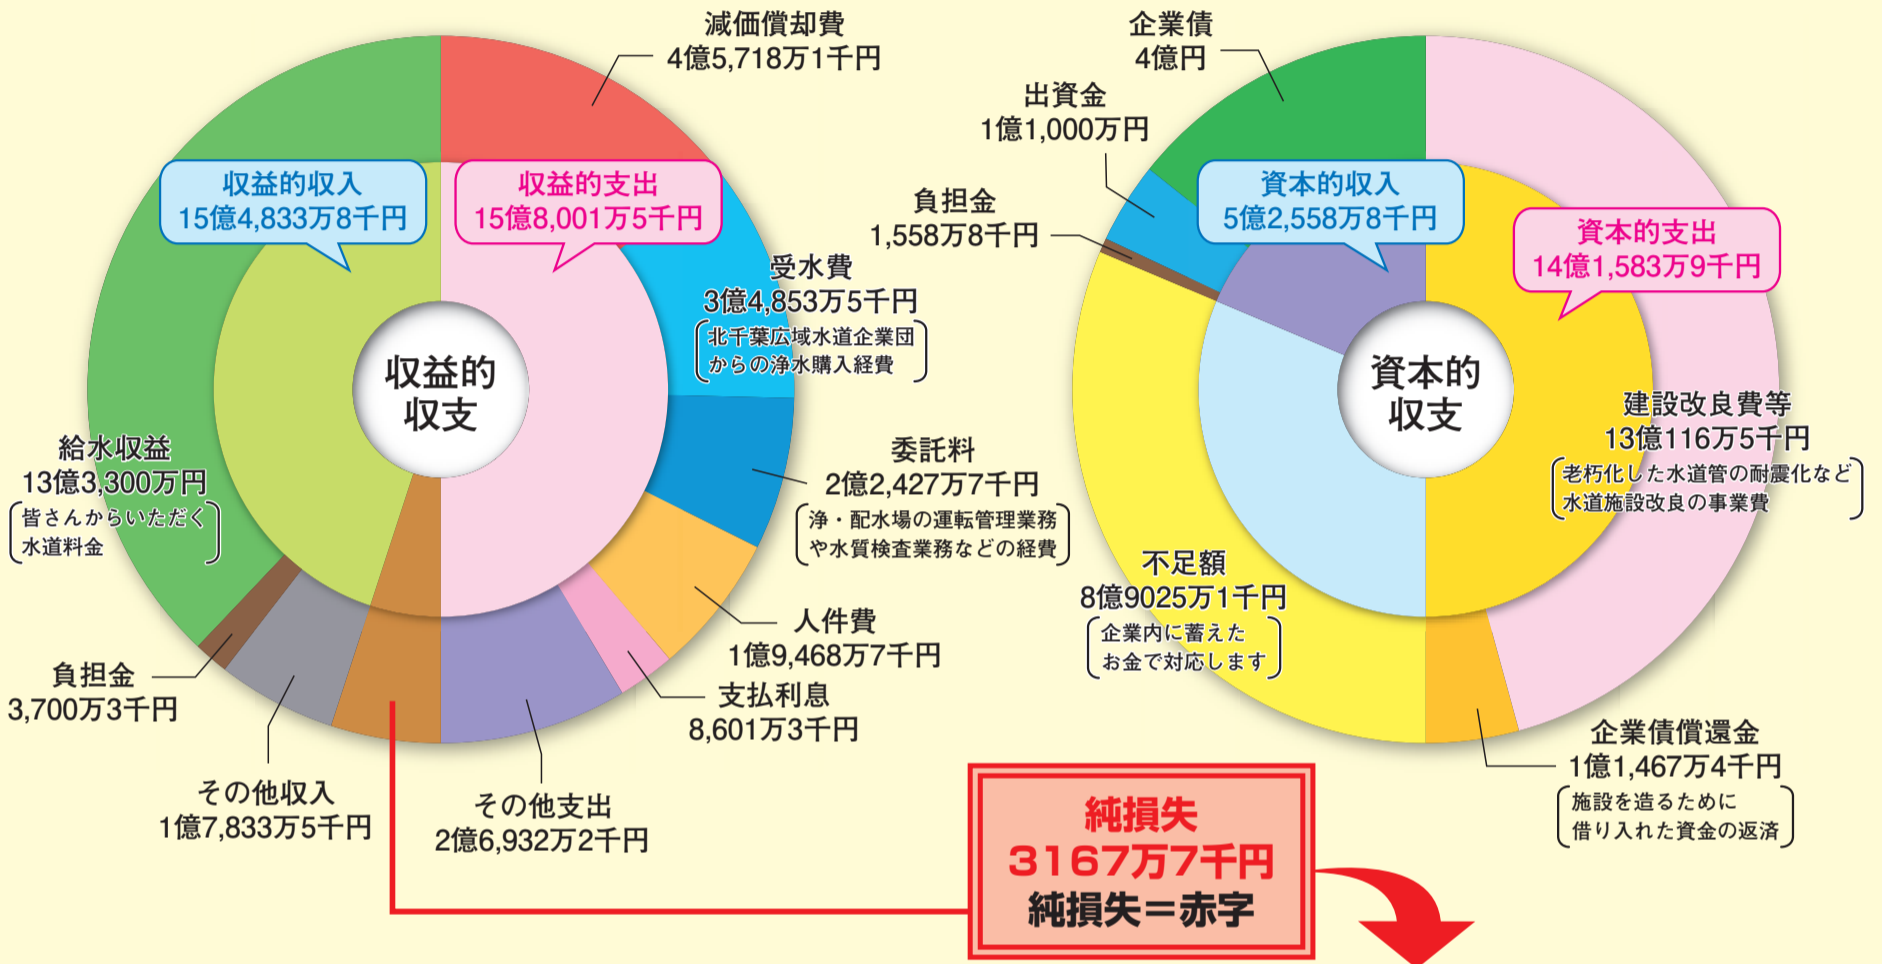 減価償却費
4億5,718万1千円
収益的収入
15億4,833万8千円
収益的支出
15億8,001万5千円
受水費
3億4,853万5千円
北千葉広域水道企業団
からの浄水購入経費
収益的
収支
給水収益
13億3,300万円
皆さんからいただく
水道料金
委託料
2億2,427万7千円
浄・配水場の運転管理業務
や水質検査業務などの経費
人件費
1億9,468万7千円
支払利息
8,601万3千円
負担金
3,700万3千円
その他収入
1億7,833万5千円
その他支出
2億6,932万2千円
純損失
3167万7千円
純損失＝赤字
企業債
4億円
出資金
1億1,000万円
負担金
1,558万8千円
資本的収入
5億2,558万8千円
資本的支出
14億1,583万9千円
資本的
収支
建設改良費等
13億116万5千円
老朽化した水道管の耐震化など
水道施設改良の事業費
不足額
8億9025万1千円
企業内に蓄えた
お金で対応します
企業債償還金
1億1,467万4千円
施設を造るために
借り入れた資金の返済